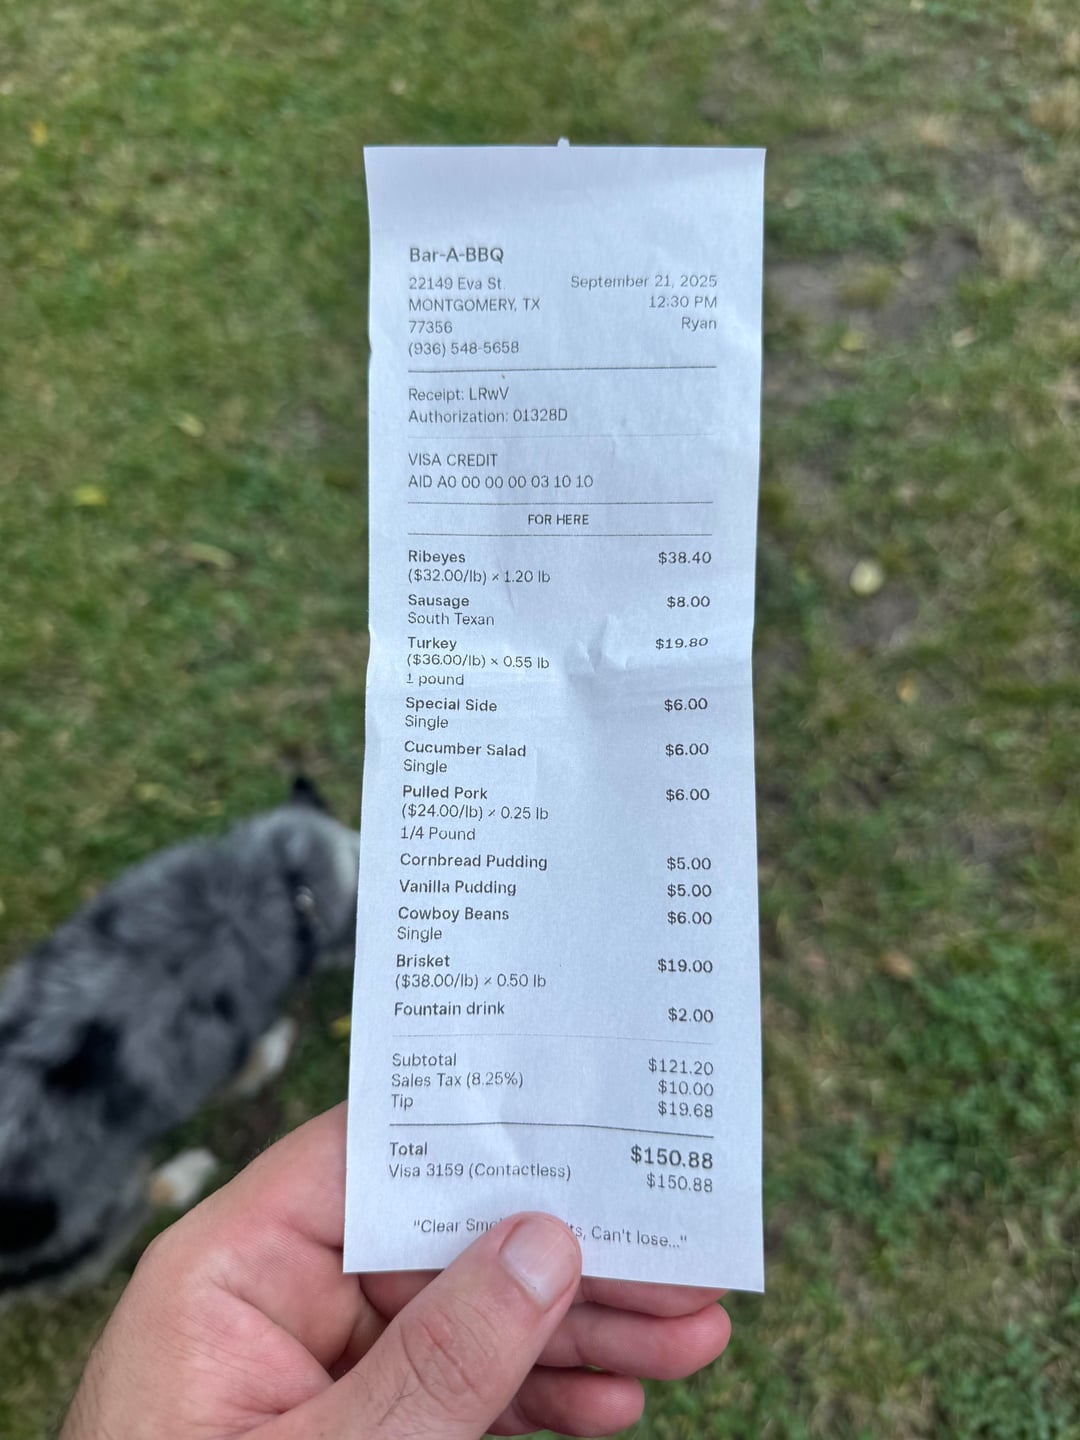 Bar-A-BBQ
22149 Eva St.
MONTGOMERY, TX
77356
(936) 548-5658
September 21, 2025
12:30 PM
Ryan
Receipt: LRwV
Authorization: 01328D
VISA CREDIT
AID A0 00 00 00 03 10 10
FOR HERE
Ribeyes $38.40
($32.00/lb) × 1.20 lb
Sausage $8.00
South Texan
Turkey $19.80
($36.00/lb) × 0.55 lb
1 pound
Special Side $6.00
Single
Cucumber Salad $6.00
Single
Pulled Pork $6.00
($24.00/lb) × 0.25 lb
1/4 Pound
Cornbread Pudding $5.00
Vanilla Pudding $5.00
Cowboy Beans $6.00
Single
Brisket $19.00
($38.00/lb) × 0.50 lb
Fountain drink $2.00
Subtotal $121.20
Sales Tax (8.25%) $10.00
Tip $19.68
Total $150.88
Visa 3159 (Contactless) $150.88
"Clear Can't lose..."